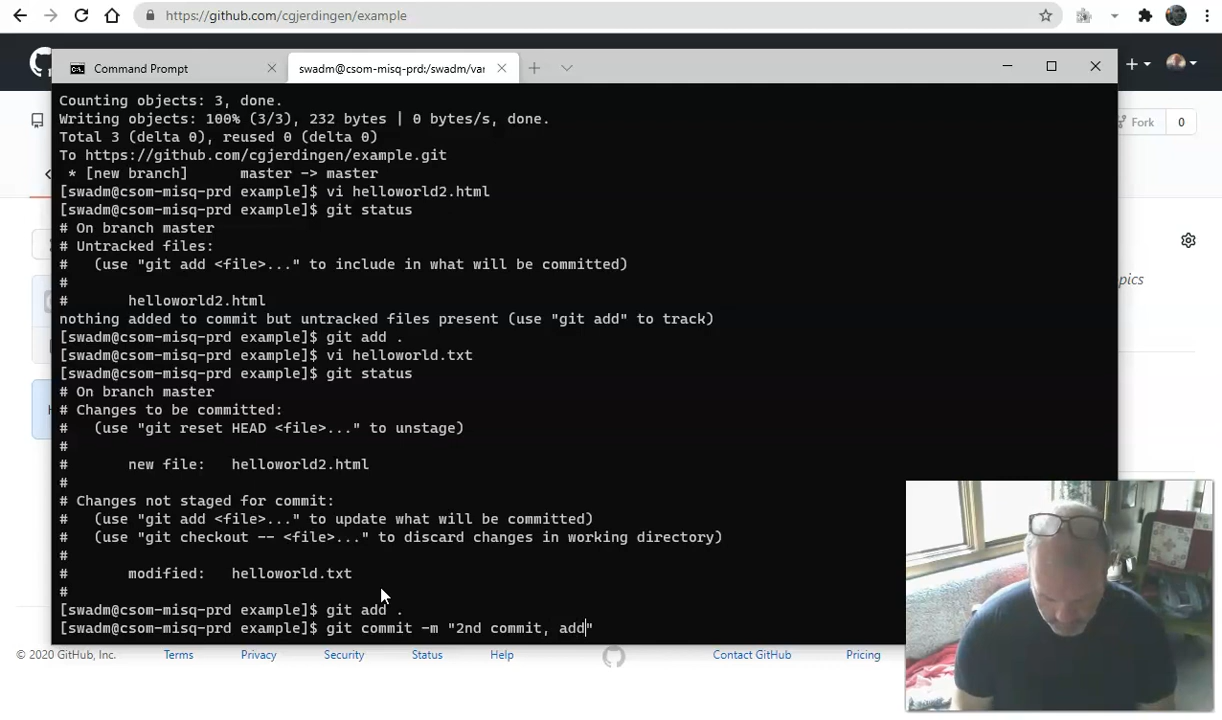 https://github.com/cgjerdingen/example
Command Prompt
swadm@csom-misq-prd:/swadm/var
Fork
0
Counting objects: 3, done.
Writing objects: 100% (3/3), 232 bytes | 0 bytes/s, done.
Total 3 (delta 0), reused 0 (delta 0)
To https://github.com/cgjerdingen/example.git
 * [new branch]      master -> master
[swadm@csom-misq-prd example]$ vi helloworld2.html
[swadm@csom-misq-prd example]$ git status
# On branch master
# Untracked files:
#   (use "git add <file>..." to include in what will be committed)
#
#       helloworld2.html
nothing added to commit but untracked files present (use "git add" to track)
[swadm@csom-misq-prd example]$ git add .
[swadm@csom-misq-prd example]$ vi helloworld.txt
[swadm@csom-misq-prd example]$ git status
# On branch master
# Changes to be committed:
#   (use "git reset HEAD <file>..." to unstage)
#
#       new file:   helloworld2.html
#
# Changes not staged for commit:
#   (use "git add <file>..." to update what will be committed)
#   (use "git checkout -- <file>..." to discard changes in working directory)
#
#       modified:   helloworld.txt
#
[swadm@csom-misq-prd example]$ git add .
[swadm@csom-misq-prd example]$ git commit -m "2nd commit, add"
pics
© 2020 GitHub, Inc.
Terms
Privacy
Security
Status
Help
Contact GitHub
Pricing